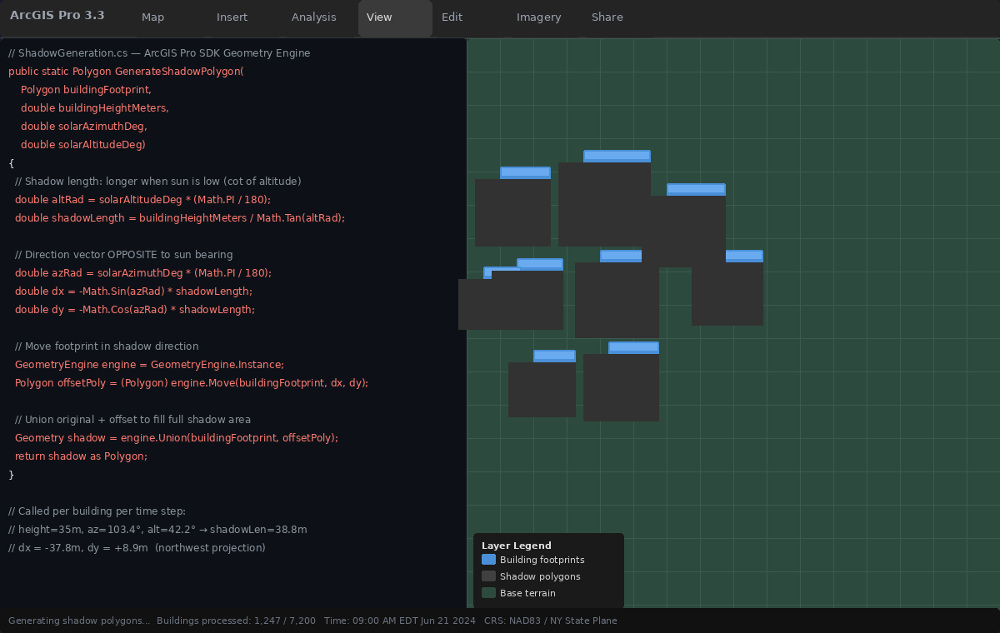 ArcGIS Pro 3.3 Map Insert Analysis View Edit Imagery Share
// ShadowGeneration.cs — ArcGIS Pro SDK Geometry Engine
public static Polygon GenerateShadowPolygon(
Polygon buildingFootprint,
double buildingHeightMeters,
double solarAzimuthDeg,
double solarAltitudeDeg)
{
// Shadow length: longer when sun is low (cot of altitude)
double altRad = solarAltitudeDeg * (Math.PI / 180);
double shadowLength = buildingHeightMeters / Math.Tan(altRad);
// Direction vector OPPOSITE to sun bearing
double azRad = solarAzimuthDeg * (Math.PI / 180);
double dx = -Math.Sin(azRad) * shadowLength;
double dy = -Math.Cos(azRad) * shadowLength;
// Move footprint in shadow direction
GeometryEngine engine = GeometryEngine.Instance;
Polygon offsetPoly = (Polygon) engine.Move(buildingFootprint, dx, dy);
// Union original + offset to fill full shadow area
Geometry shadow = engine.Union(buildingFootprint, offsetPoly);
return shadow as Polygon;
}
// Called per building per time step:
// height=35m, az=103.4°, alt=42.2° → shadowLen=38.8m
// dx = -37.8m, dy = +8.9m (northwest projection)
Layer Legend
Building footprints
Shadow polygons
Base terrain
Generating shadow polygons... Buildings processed: 1,247 / 7,200 Time: 09:00 AM EDT Jun 21 2024 CRS: NAD83 / NY State Plane